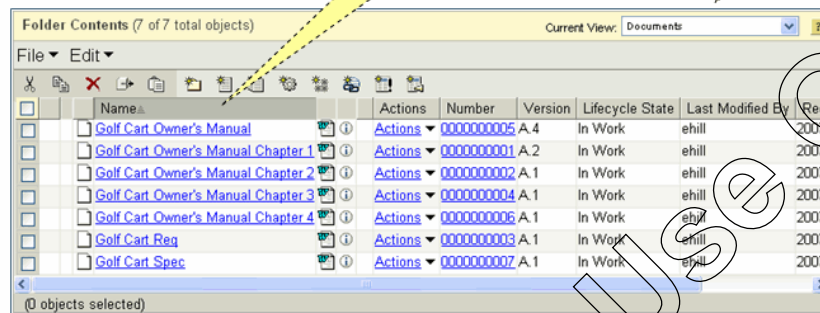 Folder Contents (7 of 7 total objects) Current View: Documents
File Edit
Name Actions Number Version Lifecycle State Last Modified By
Golf Cart Owner's Manual Actions 0000000005 A.4 In Work ehill
Golf Cart Owner's Manual Chapter 1 Actions 0000000001 A.2 In Work ehill
Golf Cart Owner's Manual Chapter 2 Actions 0000000002 A.1 In Work ehill
Golf Cart Owner's Manual Chapter 3 Actions 0000000004 A.1 In Work ehill
Golf Cart Owner's Manual Chapter 4 Actions 0000000006 A.1 In Work ehill
Golf Cart Req Actions 0000000003 A.1 In Work ehill
Golf Cart Spec Actions 0000000007 A.1 In Work ehill
(0 objects selected)
Use